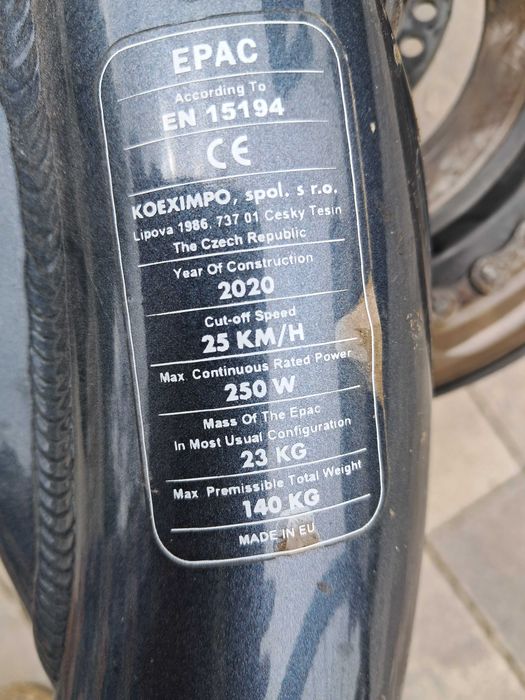 EPAC
According To
EN 15194
CE
KOEXIMPO, spol. s r.o.
Lipova 1986, 737 01 Cesky Tesin
The Czech Republic
Year Of Construction
2020
Cut-off Speed
25 KM/H
Max Continuous Rated Power
250 W
Mass Of The Epac
In Most Usual Configuration
23 KG
Max Premissible Total Weight
140 KG
MADE IN EU